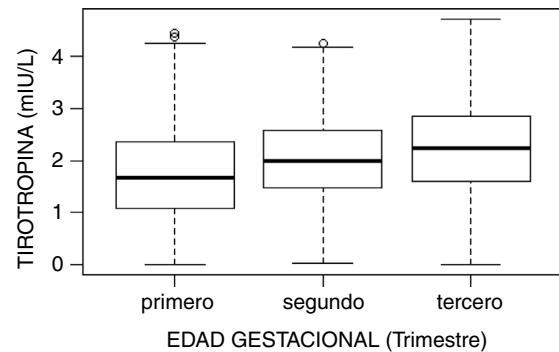 TIROTROPINA (mIU/L)
4
3
2
1
0
primero segundo tercero
EDAD GESTACIONAL (Trimestre)